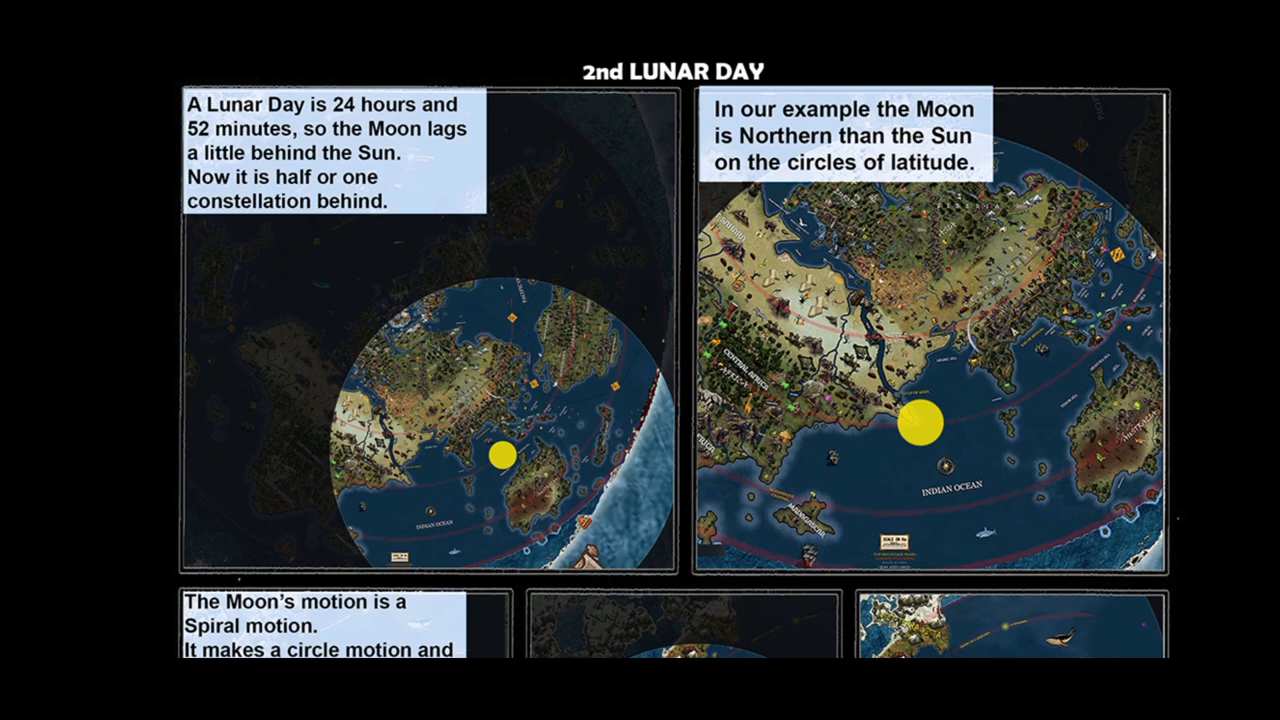 2nd LUNAR DAY
A Lunar Day is 24 hours and
52 minutes, so the Moon lags
a little behind the Sun.
Now it is half or one
constellation behind.
In our example the Moon
is Northern than the Sun
on the circles of latitude.
CENTRAL AFRICA
INDIAN OCEAN
MADAGASCAR
INDIAN OCEAN
The Moon's motion is a
Spiral motion.
It makes a circle motion and